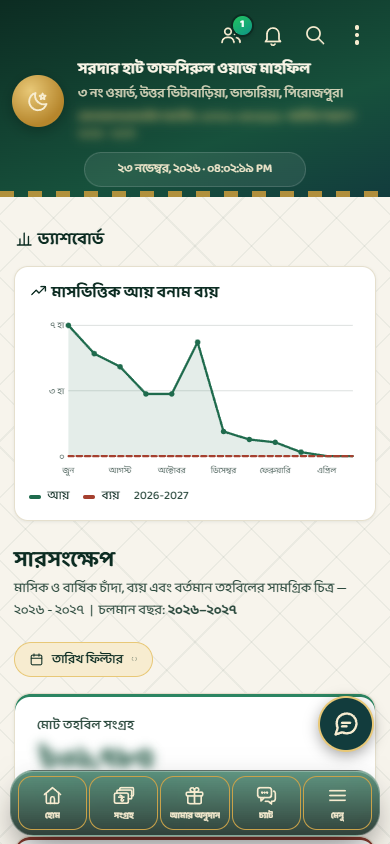 ১
সরদার হাট তাফসিরুল ওয়াজ মাহফিল
৩ নং ওয়ার্ড, উত্তর ভিটাবাড়িয়া, ভান্ডারিয়া, পিরোজপুর।
২৩ নভেম্বর, ২০২৬ · ০৪:০২:১৯ PM
ড্যাশবোর্ড
মাসভিত্তিক আয় বনাম ব্যয়
৭ হা
৩ হা
০
জুন আগস্ট অক্টোবর ডিসেম্বর ফেব্রুয়ারি এপ্রিল
আয় ব্যয় 2026-2027
সারসংক্ষেপ
মাসিক ও বার্ষিক চাঁদা, ব্যয় এবং বর্তমান তহবিলের সামগ্রিক চিত্র —
২০২৬ - ২০২৭ | চলমান বছর: ২০২৬–২০২৭
তারিখ ফিল্টার
মোট তহবিল সংগ্রহ
হোম সংগ্রহ আমার অনুদান চ্যাট মেনু